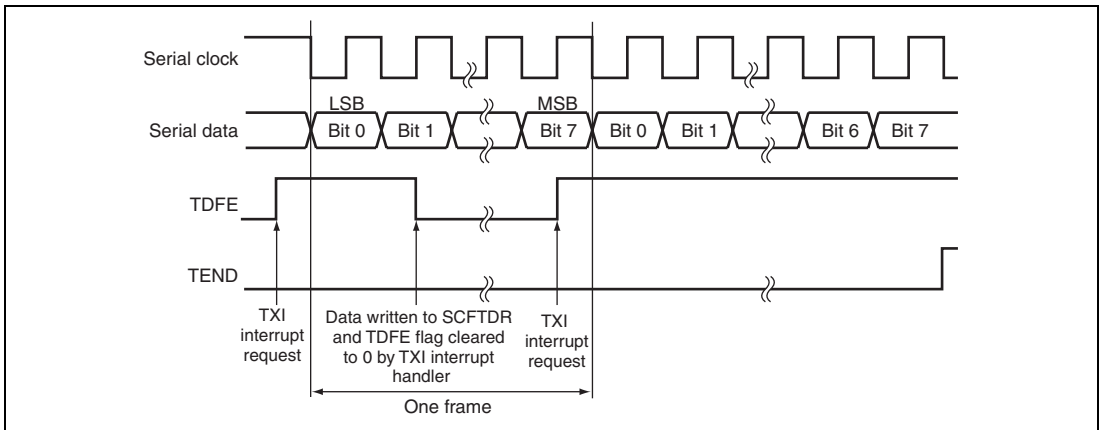 Serial clock
LSB
MSB
Serial data
Bit 0
Bit 1
Bit 7
Bit 0
Bit 1
Bit 6
Bit 7
TDFE
TEND
TXI
interrupt
request
Data written to SCFTDR
and TDFE flag cleared
to 0 by TXI interrupt
handler
TXI
interrupt
request
One frame